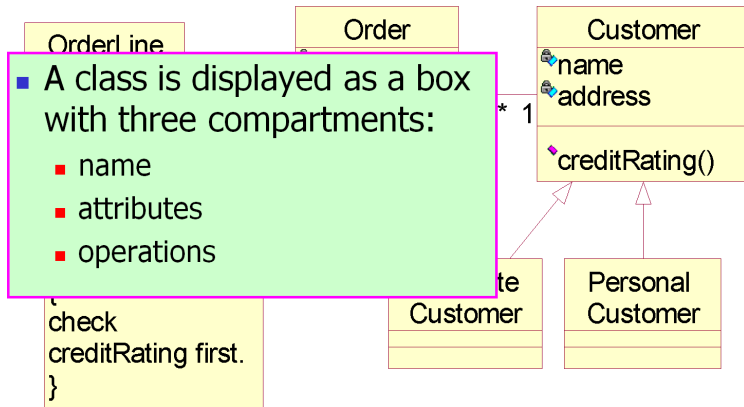 OrderLine
Order
Customer
name
address
creditRating()
* 1
A class is displayed as a box
with three compartments:
name
attributes
operations
{
check
creditRating first.
}
Customer
Personal
Customer